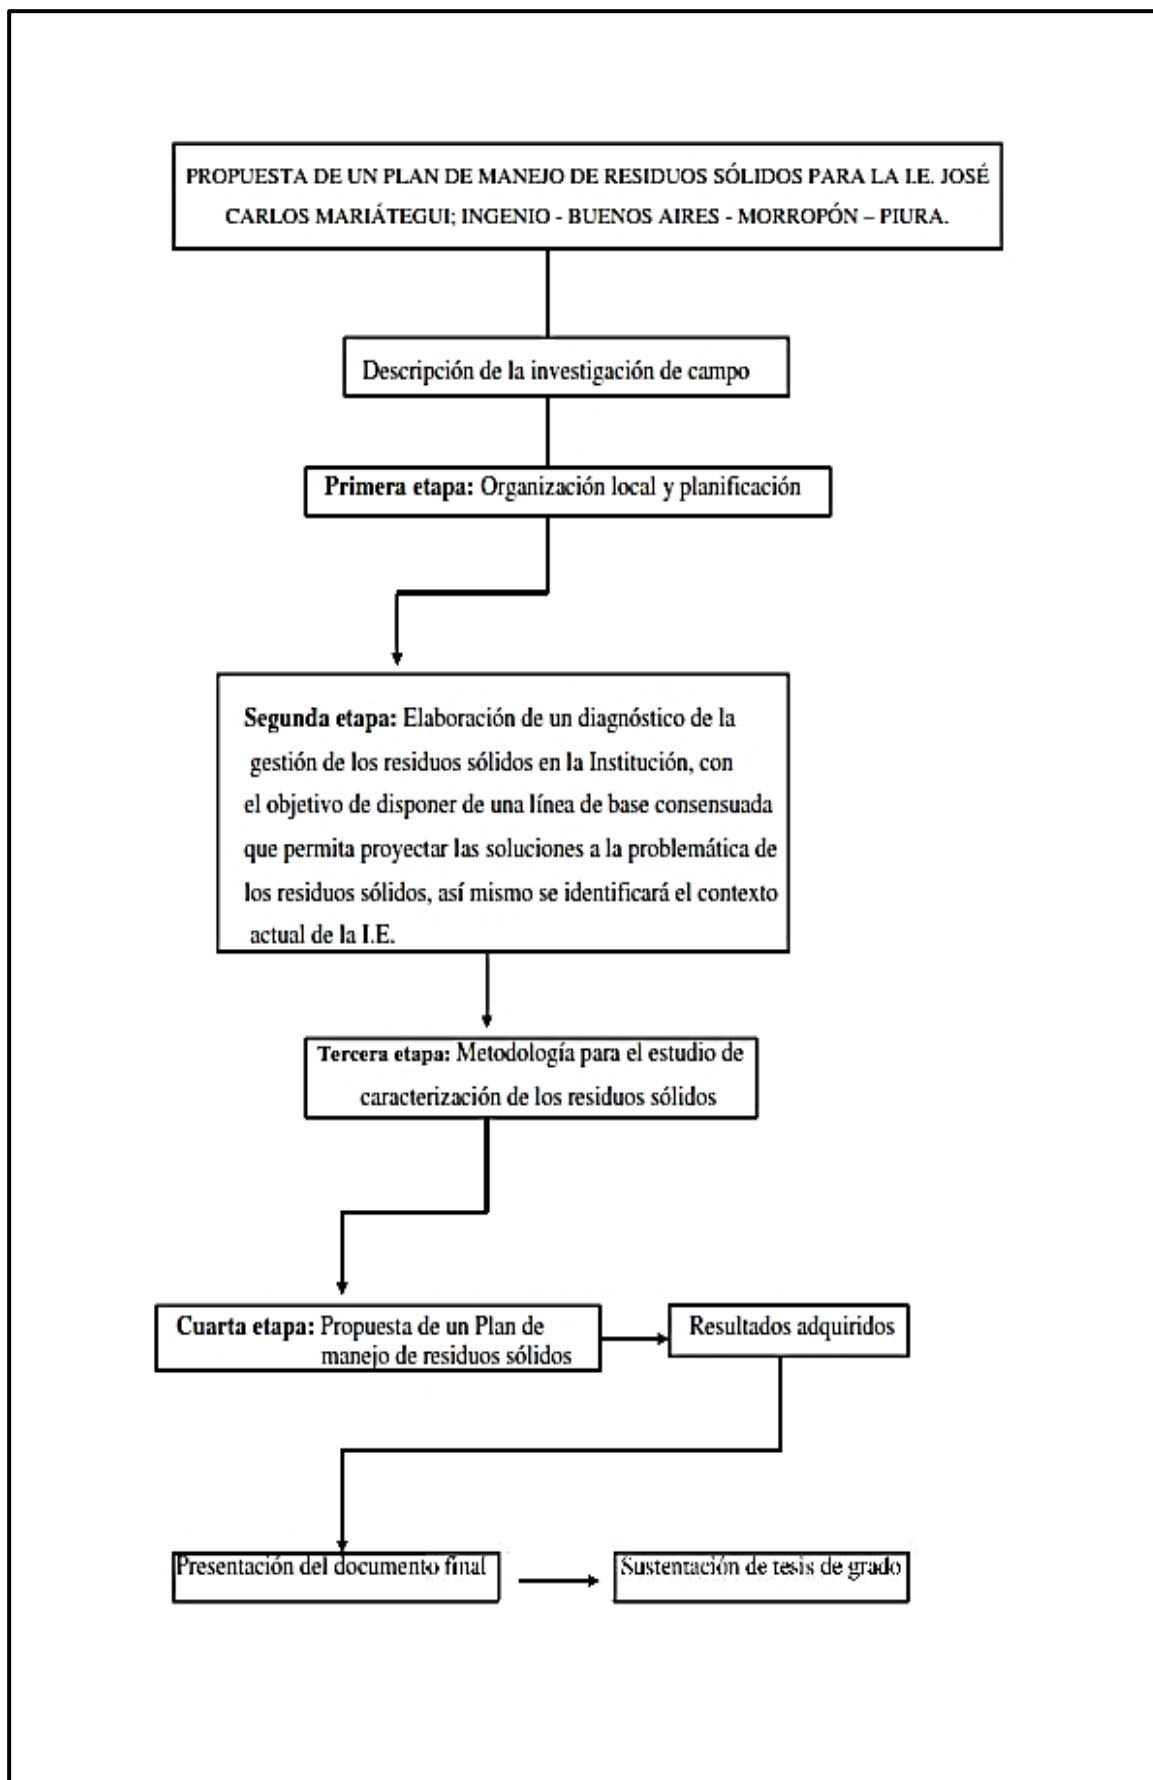 PROPUESTA DE UN PLAN DE MANEJO DE RESIDUOS SÓLIDOS PARA LA I.E. JOSÉ
CARLOS MARIÁTEGUI; INGENIO - BUENOS AIRES - MORROPÓN – PIURA.
Descripción de la investigación de campo
Primera etapa: Organización local y planificación
Segunda etapa: Elaboración de un diagnóstico de la
gestión de los residuos sólidos en la Institución, con
el objetivo de disponer de una línea de base consensuada
que permita proyectar las soluciones a la problemática de
los residuos sólidos, así mismo se identificará el contexto
actual de la I.E.
Tercera etapa: Metodología para el estudio de
caracterización de los residuos sólidos
Cuarta etapa: Propuesta de un Plan de
manejo de residuos sólidos
Resultados adquiridos
Presentación del documento final
Sustentación de tesis de grado